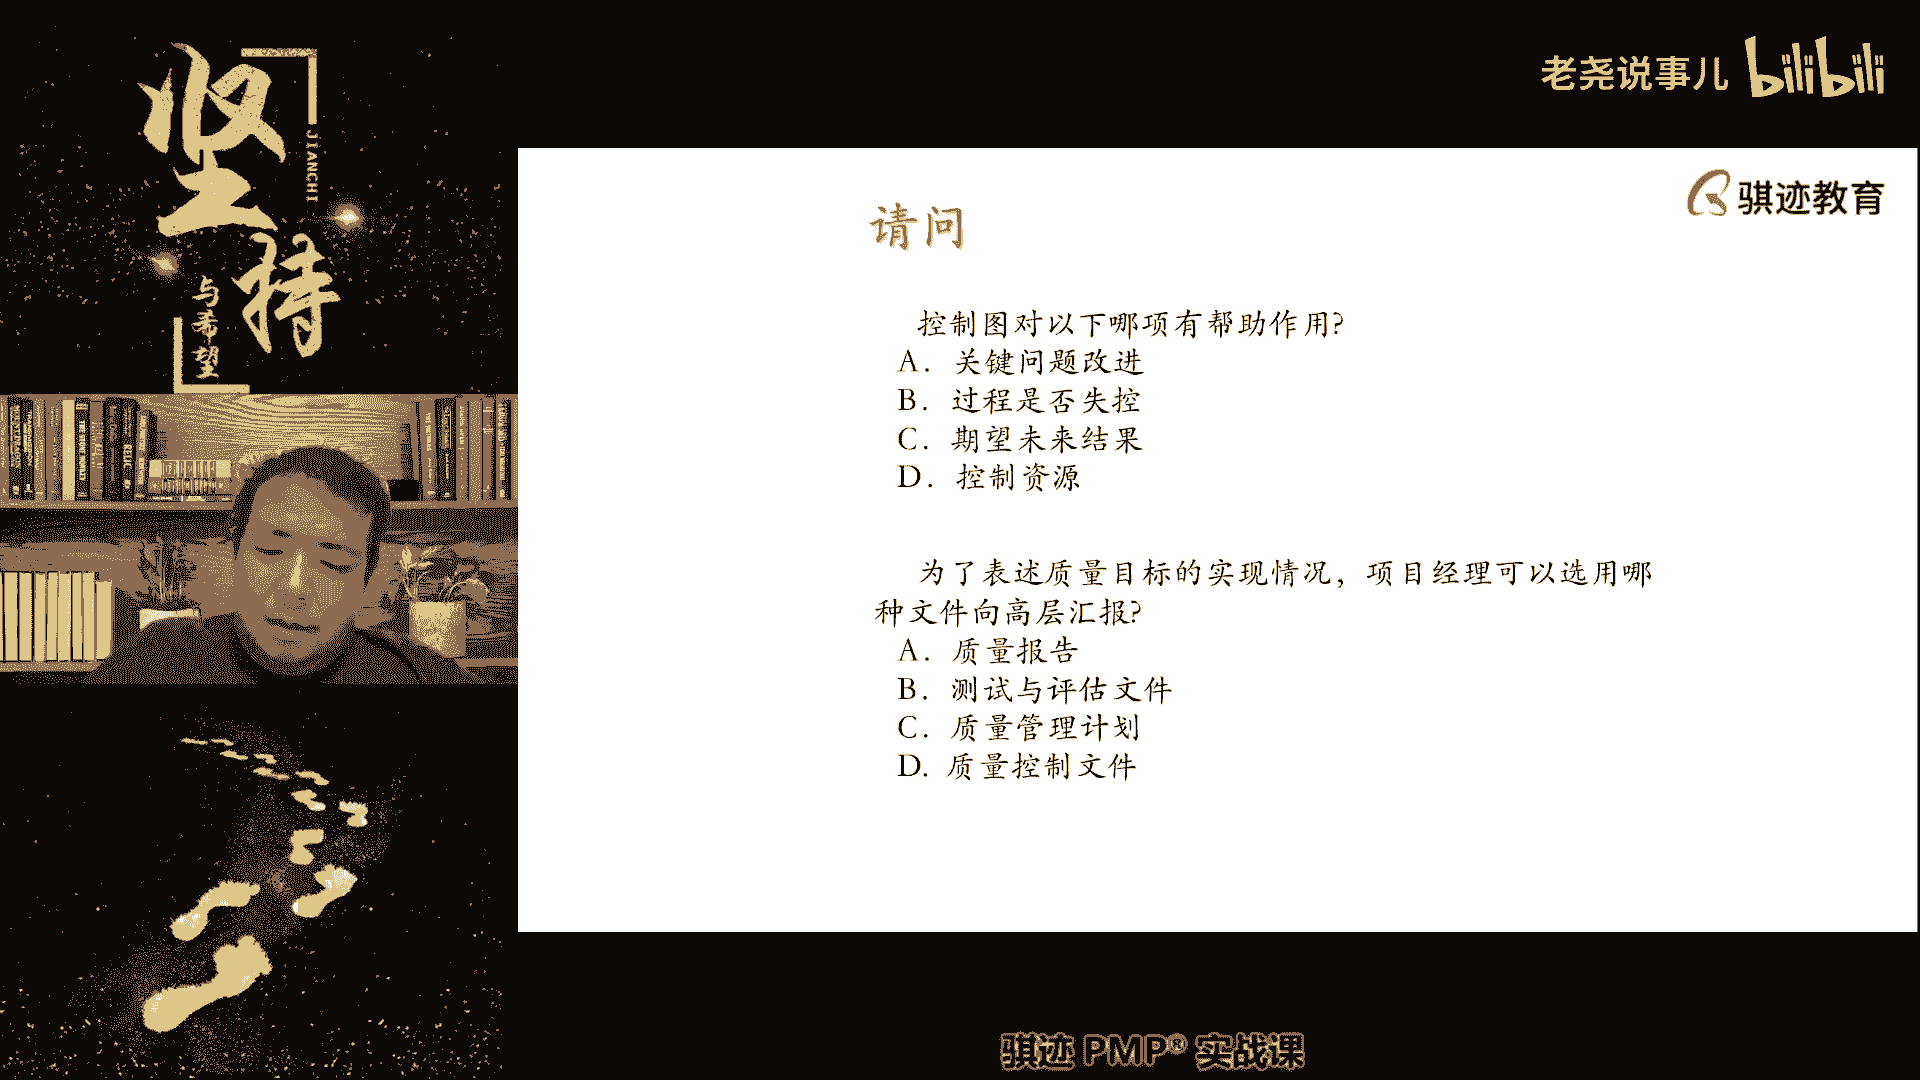 坚持
JIANCHI
与希望
老尧说事儿 bilibili
骐迹教育
请问
控制图对以下哪项有帮助作用?
A. 关键问题改进
B. 过程是否失控
C. 期望未来结果
D. 控制资源
为了表述质量目标的实现情况，项目经理可以选用哪
种文件向高层汇报?
A. 质量报告
B. 测试与评估文件
C. 质量管理计划
D. 质量控制文件
骐迹 PMP® 实战课